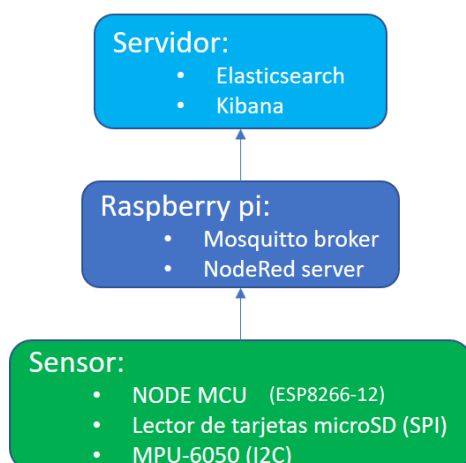 Servidor:
• Elasticsearch
• Kibana
Raspberry pi:
• Mosquitto broker
• NodeRed server
Sensor:
• NODE MCU (ESP8266-12)
• Lector de tarjetas microSD (SPI)
• MPU-6050 (I2C)